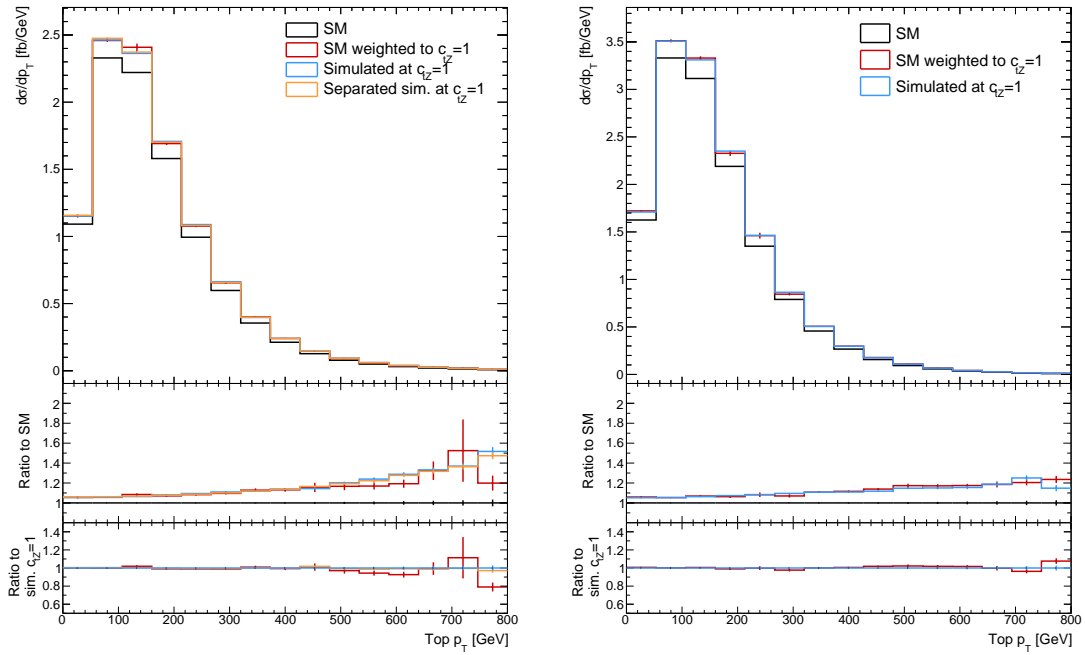 dσ/dp_T [fb/GeV]
SM
SM weighted to c_tZ=1
Simulated at c_tZ=1
Separated sim. at c_tZ=1
2.5
2
1.5
1
0.5
0
Ratio to SM
2
1.8
1.6
1.4
1.2
1
Ratio to
sim. c_tZ=1
1.4
1.2
1
0.8
0.6
0 100 200 300 400 500 600 700 800
Top p_T [GeV]
dσ/dp_T [fb/GeV]
SM
SM weighted to c_tZ=1
Simulated at c_tZ=1
3.5
3
2.5
2
1.5
1
0.5
0
Ratio to SM
2
1.8
1.6
1.4
1.2
1
Ratio to
sim. c_tZ=1
1.4
1.2
1
0.8
0.6
0 100 200 300 400 500 600 700 800
Top p_T [GeV]